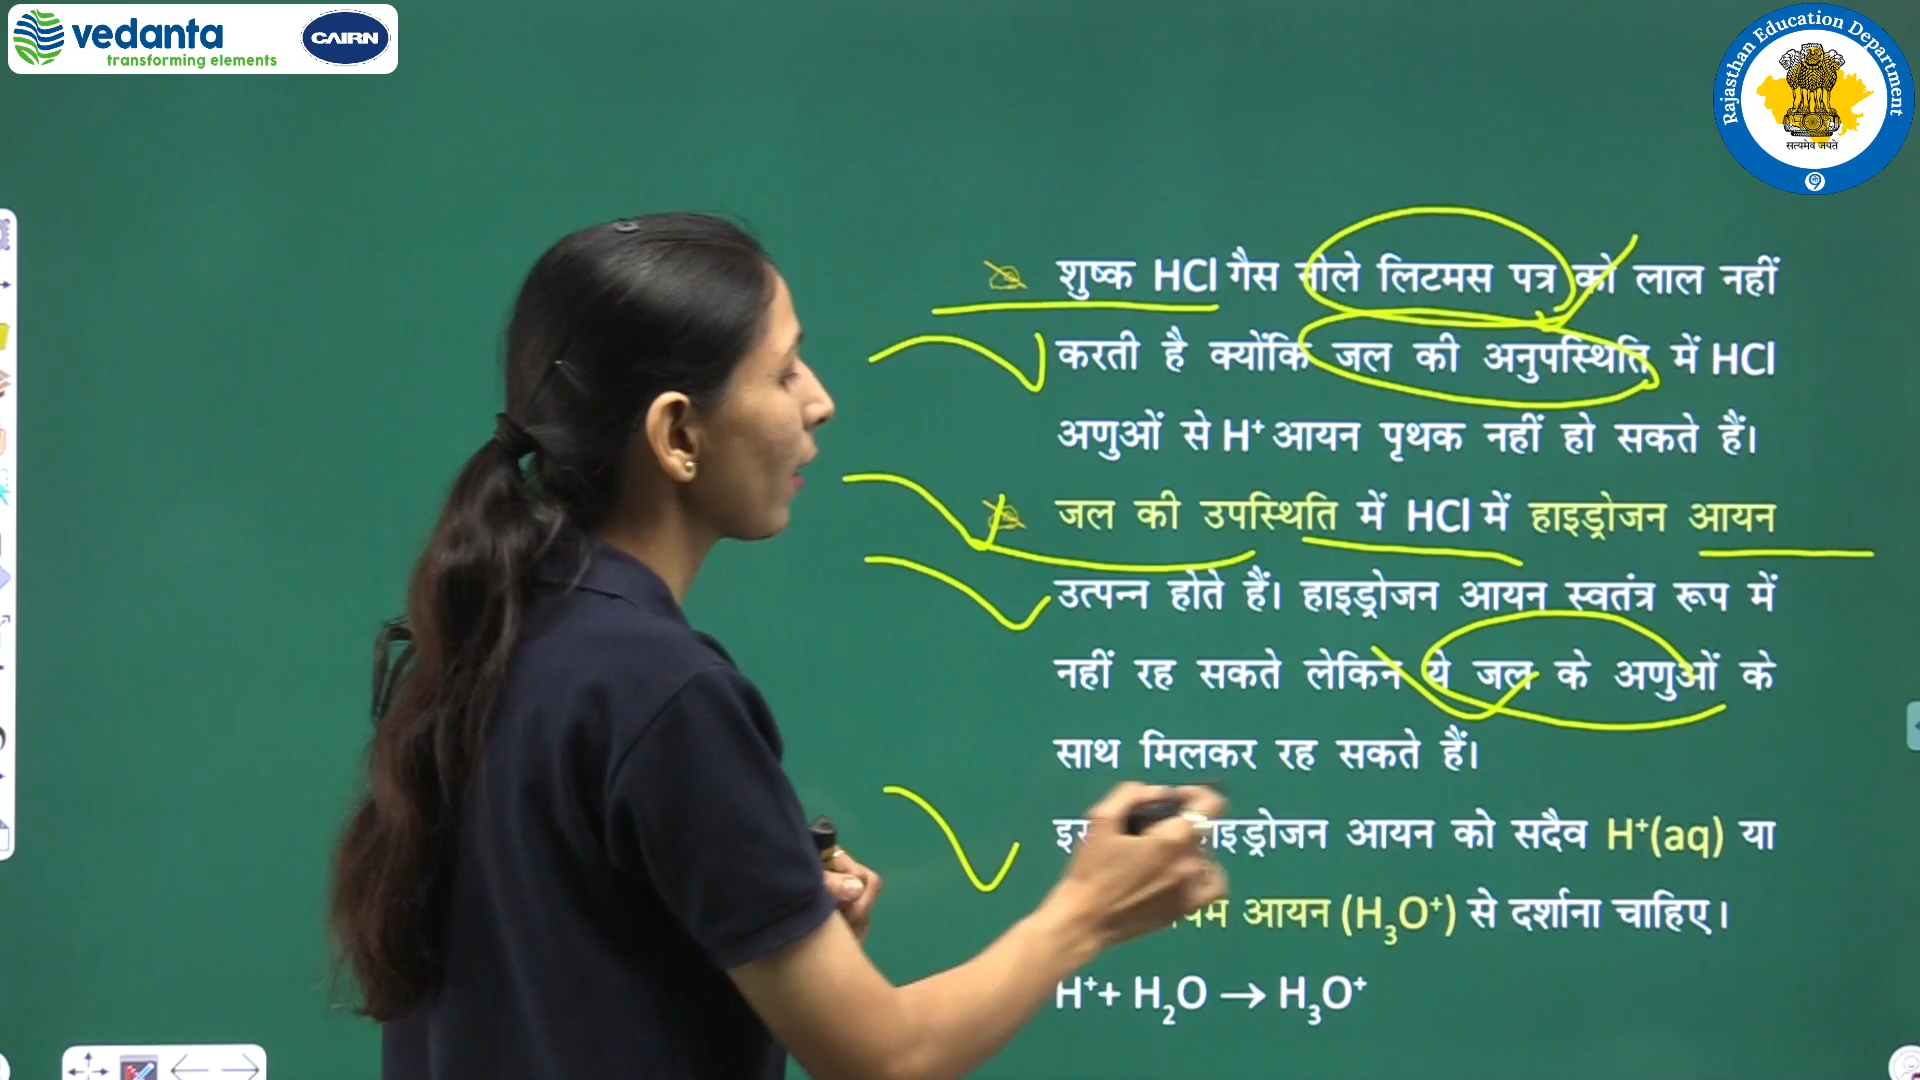 vedanta
transforming elements
CAIRN
Rajasthan Education Department
सत्यमेव जयते
शुष्क HCl गैस नीले लिटमस पत्र को लाल नहीं
करती है क्योंकि जल की अनुपस्थिति में HCl
अणुओं से H⁺ आयन पृथक नहीं हो सकते हैं।
जल की उपस्थिति में HCl में हाइड्रोजन आयन
उत्पन्न होते हैं। हाइड्रोजन आयन स्वतंत्र रूप में
नहीं रह सकते लेकिन ये जल के अणुओं के
साथ मिलकर रह सकते हैं।
आयन को सदैव H⁺(aq) या
आयन (H₃O⁺) से दर्शाना चाहिए।
H⁺+ H₂O → H₃O⁺